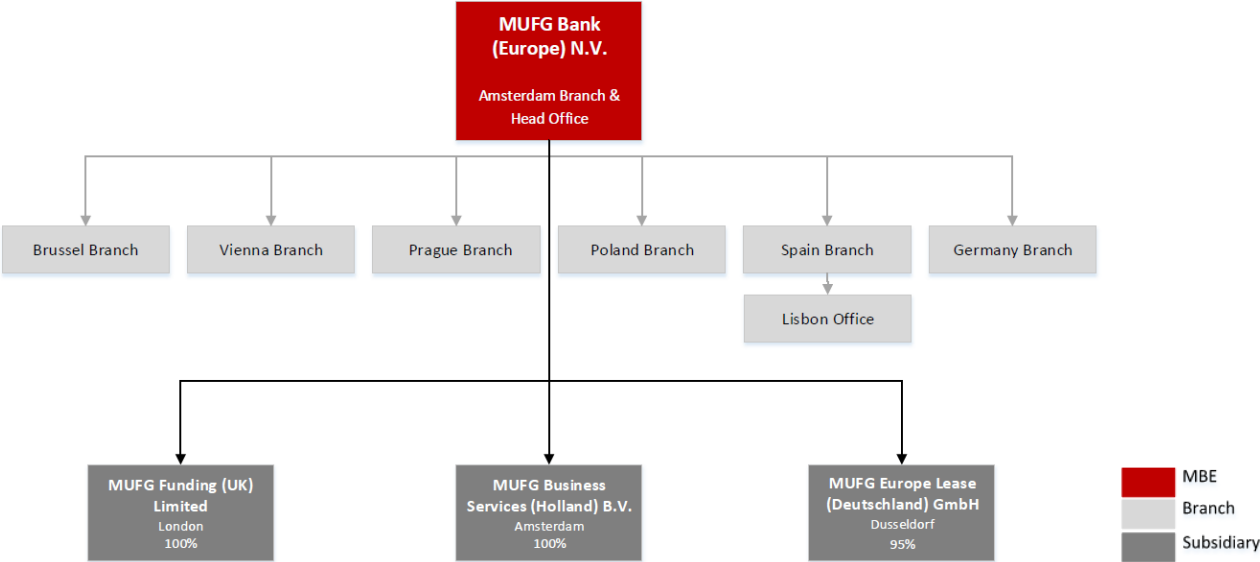 MUFG Bank
(Europe) N.V.
Amsterdam Branch &
Head Office
Brussel Branch
Vienna Branch
Prague Branch
Poland Branch
Spain Branch
Germany Branch
Lisbon Office
MUFG Funding (UK)
Limited
London
100%
MUFG Business
Services (Holland) B.V.
Amsterdam
100%
MUFG Europe Lease
(Deutschland) GmbH
Dusseldorf
95%
MBE
Branch
Subsidiary